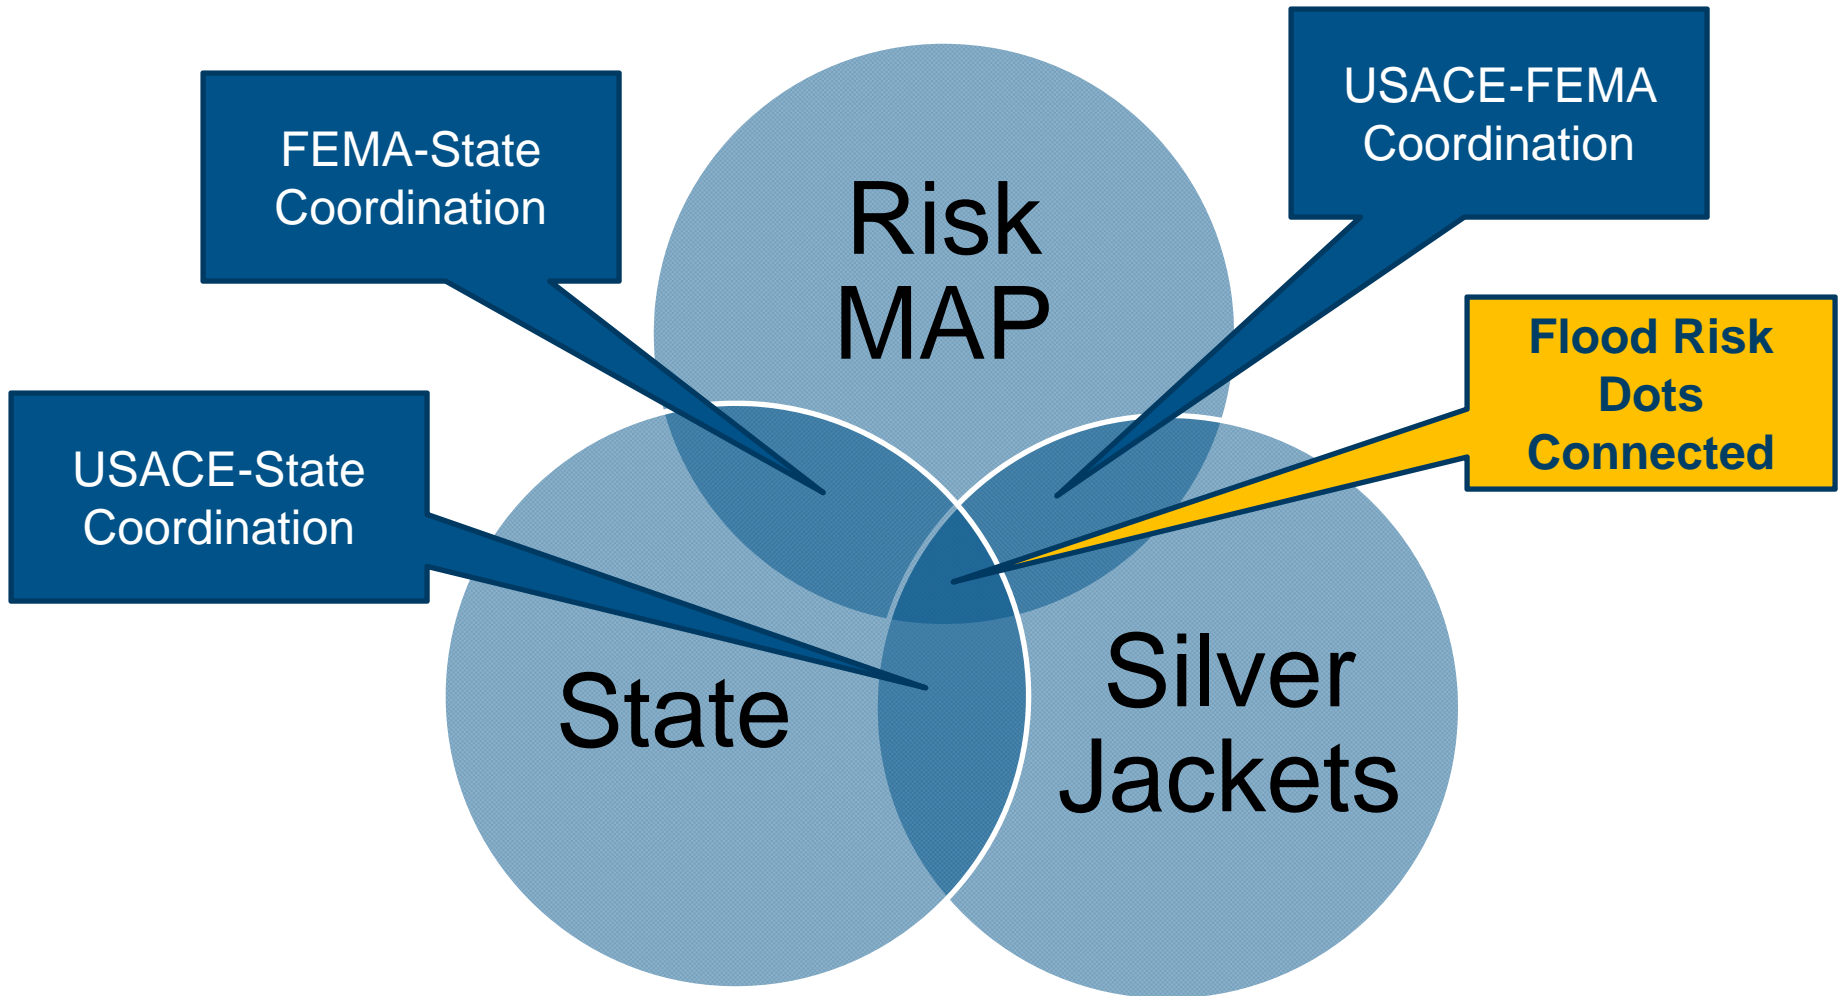 USACE-FEMA
Coordination
FEMA-State
Coordination
Risk
MAP
Flood Risk
Dots
Connected
USACE-State
Coordination
State
Silver
Jackets